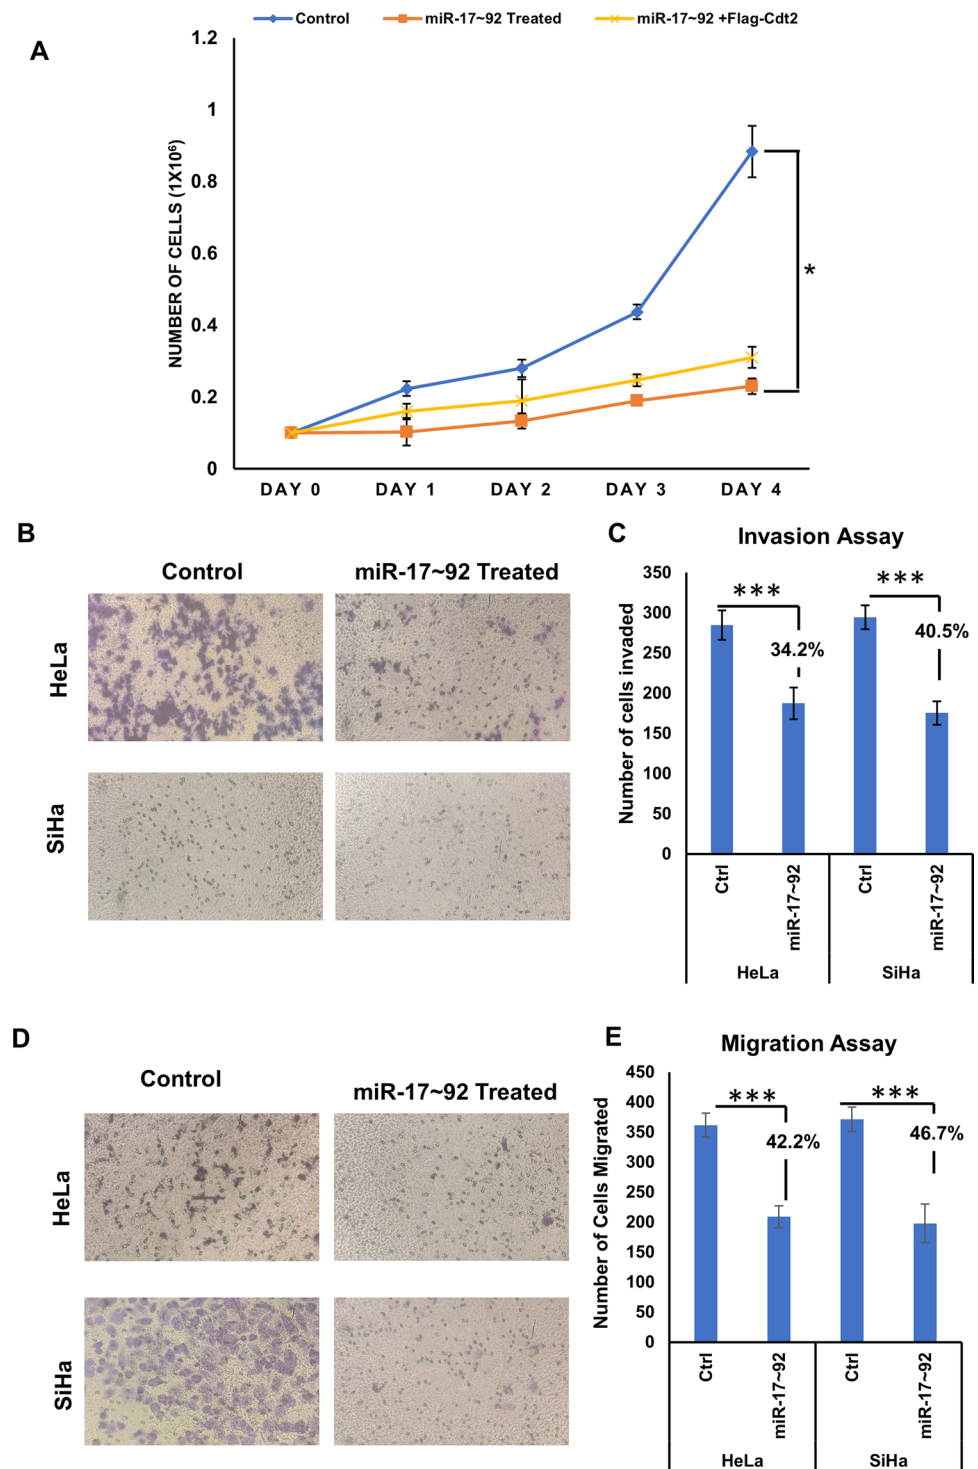 Control miR-17~92 Treated miR-17~92 +Flag-Cdt2
A
1.2
1
0.8
0.6
0.4
0.2
0
NUMBER OF CELLS (1X10⁶)
*
DAY 0 DAY 1 DAY 2 DAY 3 DAY 4
B
Control miR-17~92 Treated
HeLa
SiHa
C
Invasion Assay
350
300
250
200
150
100
50
0
Number of cells invaded
*** ***
34.2% 40.5%
Ctrl miR-17~92 Ctrl miR-17~92
HeLa SiHa
D
Control miR-17~92 Treated
HeLa
SiHa
E
Migration Assay
450
400
350
300
250
200
150
100
50
0
Number of Cells Migrated
*** ***
42.2% 46.7%
Ctrl miR-17~92 Ctrl miR-17~92
HeLa SiHa